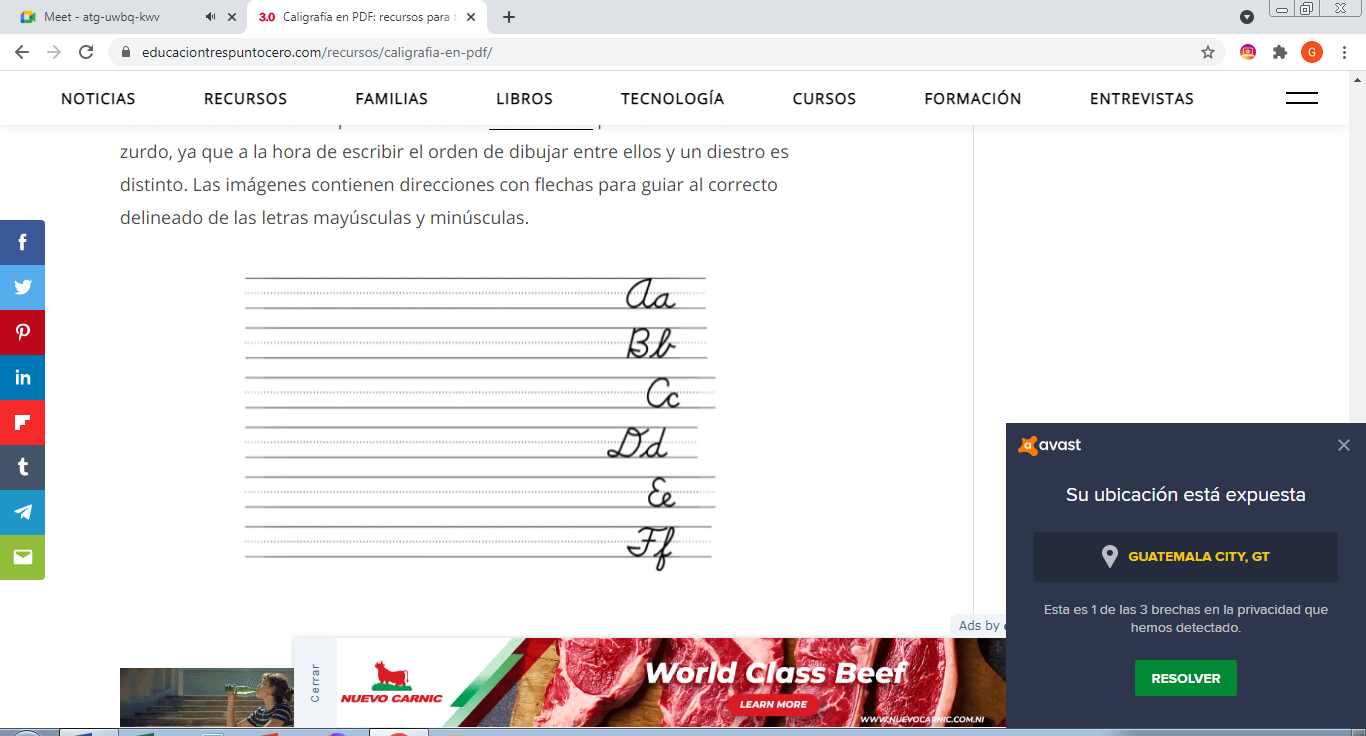 Meet - atg-uwbq-kwv
3.0 Caligrafía en PDF: recursos para t
educaciontrespuntocero.com/recursos/caligrafia-en-pdf/
G
NOTICIAS RECURSOS FAMILIAS LIBROS TECNOLOGÍA CURSOS FORMACIÓN ENTREVISTAS
zurdo, ya que a la hora de escribir el orden de dibujar entre ellos y un diestro es
distinto. Las imágenes contienen direcciones con flechas para guiar al correcto
delineado de las letras mayúsculas y minúsculas.
Aa
Bb
Cc
Dd
Ee
Ff
avast
Su ubicación está expuesta
GUATEMALA CITY, GT
Esta es 1 de las 3 brechas en la privacidad que
hemos detectado.
RESOLVER
Ads by
Cerrar
NUEVO CARNIC
World Class Beef
LEARN MORE
WWW.NUEVOCARNIC.COM.NI